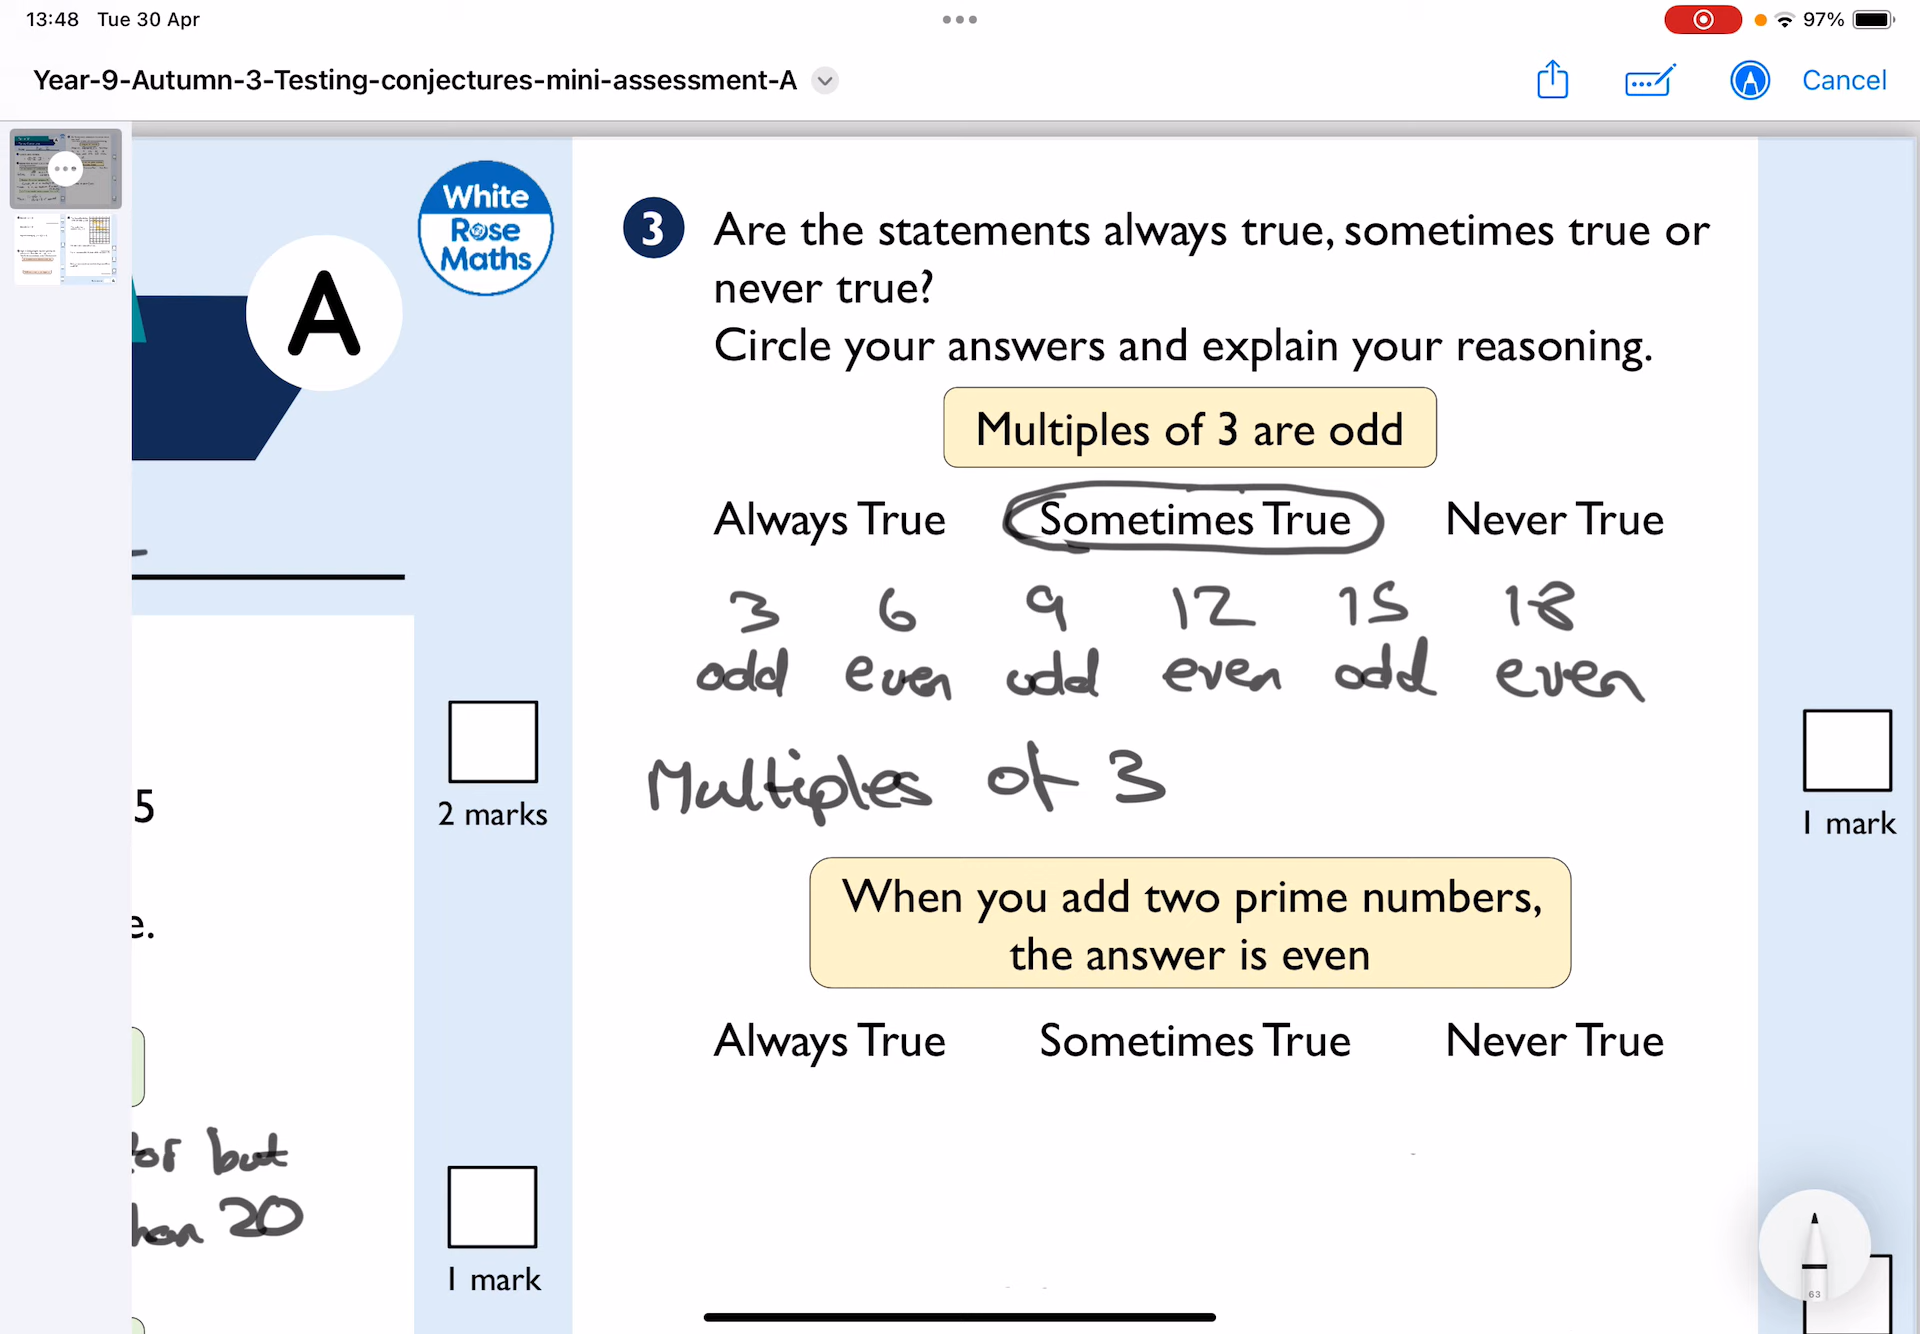 13:48 Tue 30 Apr
97%
Year-9-Autumn-3-Testing-conjectures-mini-assessment-A
Cancel
White
Rose
Maths
A
5
e.
2 marks
but
20
1 mark
3 Are the statements always true, sometimes true or
never true?
Circle your answers and explain your reasoning.
Multiples of 3 are odd
Always True Sometimes True Never True
3 6 9 12 15 18
odd even odd even odd even
Multiples of 3
1 mark
When you add two prime numbers,
the answer is even
Always True Sometimes True Never True
63